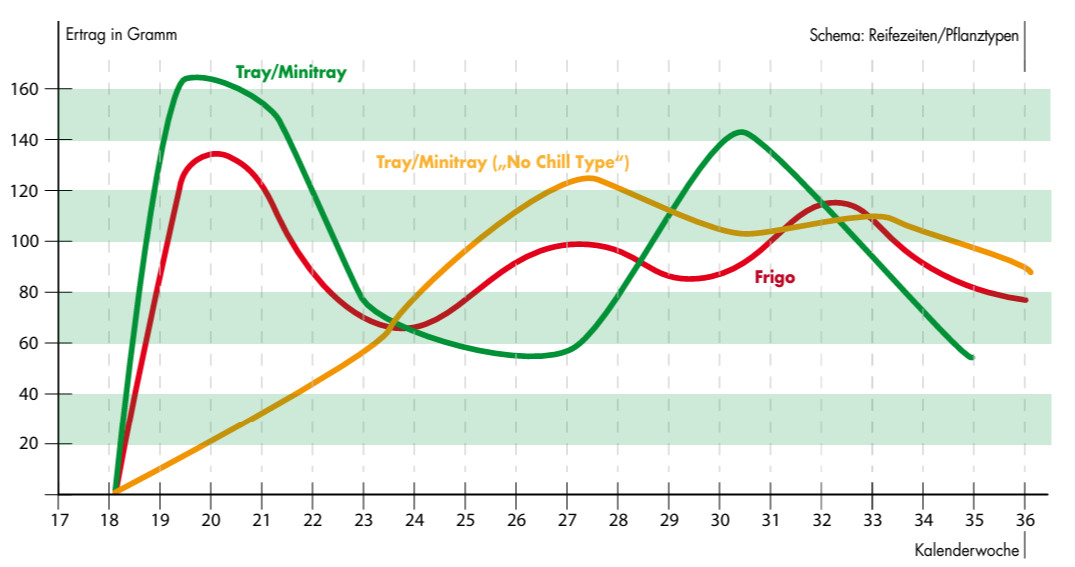 Ertrag in Gramm
Schema: Reifezeiten/Pflanztypen
Tray/Minitray
160
140
Tray/Minitray („No Chill Type“)
120
100
80
Frigo
60
40
20
17 18 19 20 21 22 23 24 25 26 27 28 29 30 31 32 33 34 35 36
Kalenderwoche